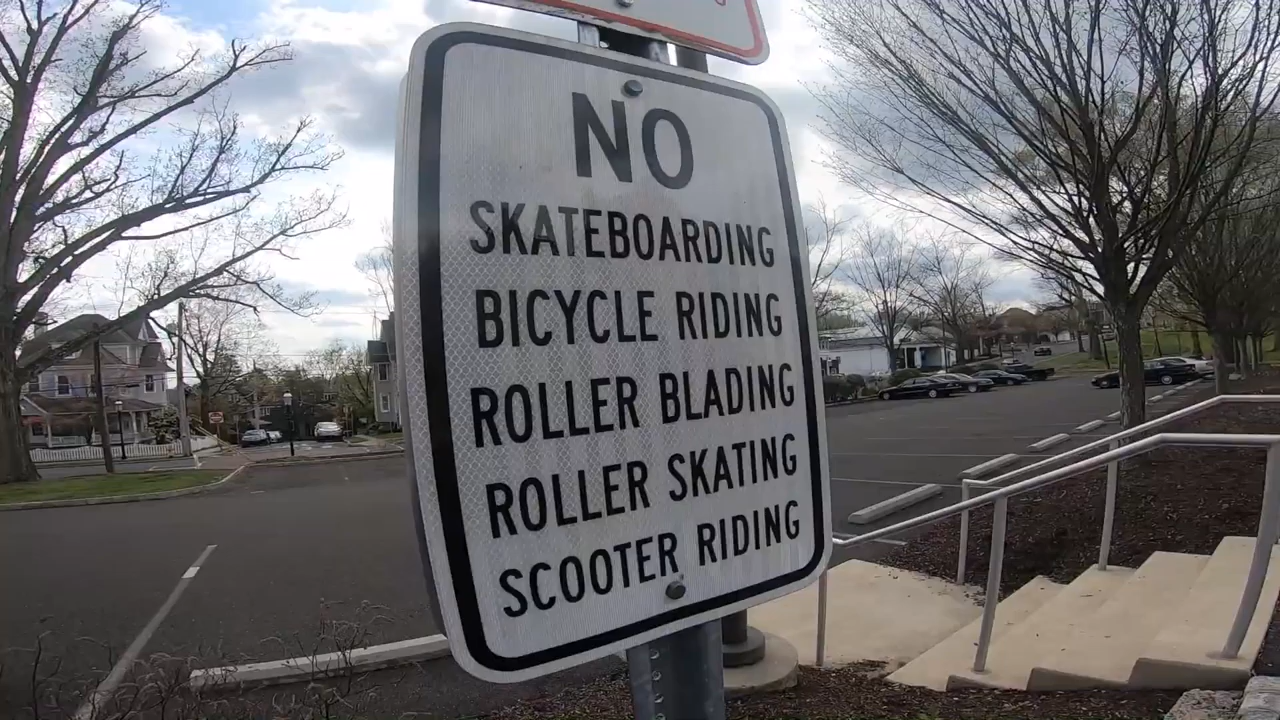 NO
SKATEBOARDING
BICYCLE RIDING
ROLLER BLADING
ROLLER SKATING
SCOOTER RIDING